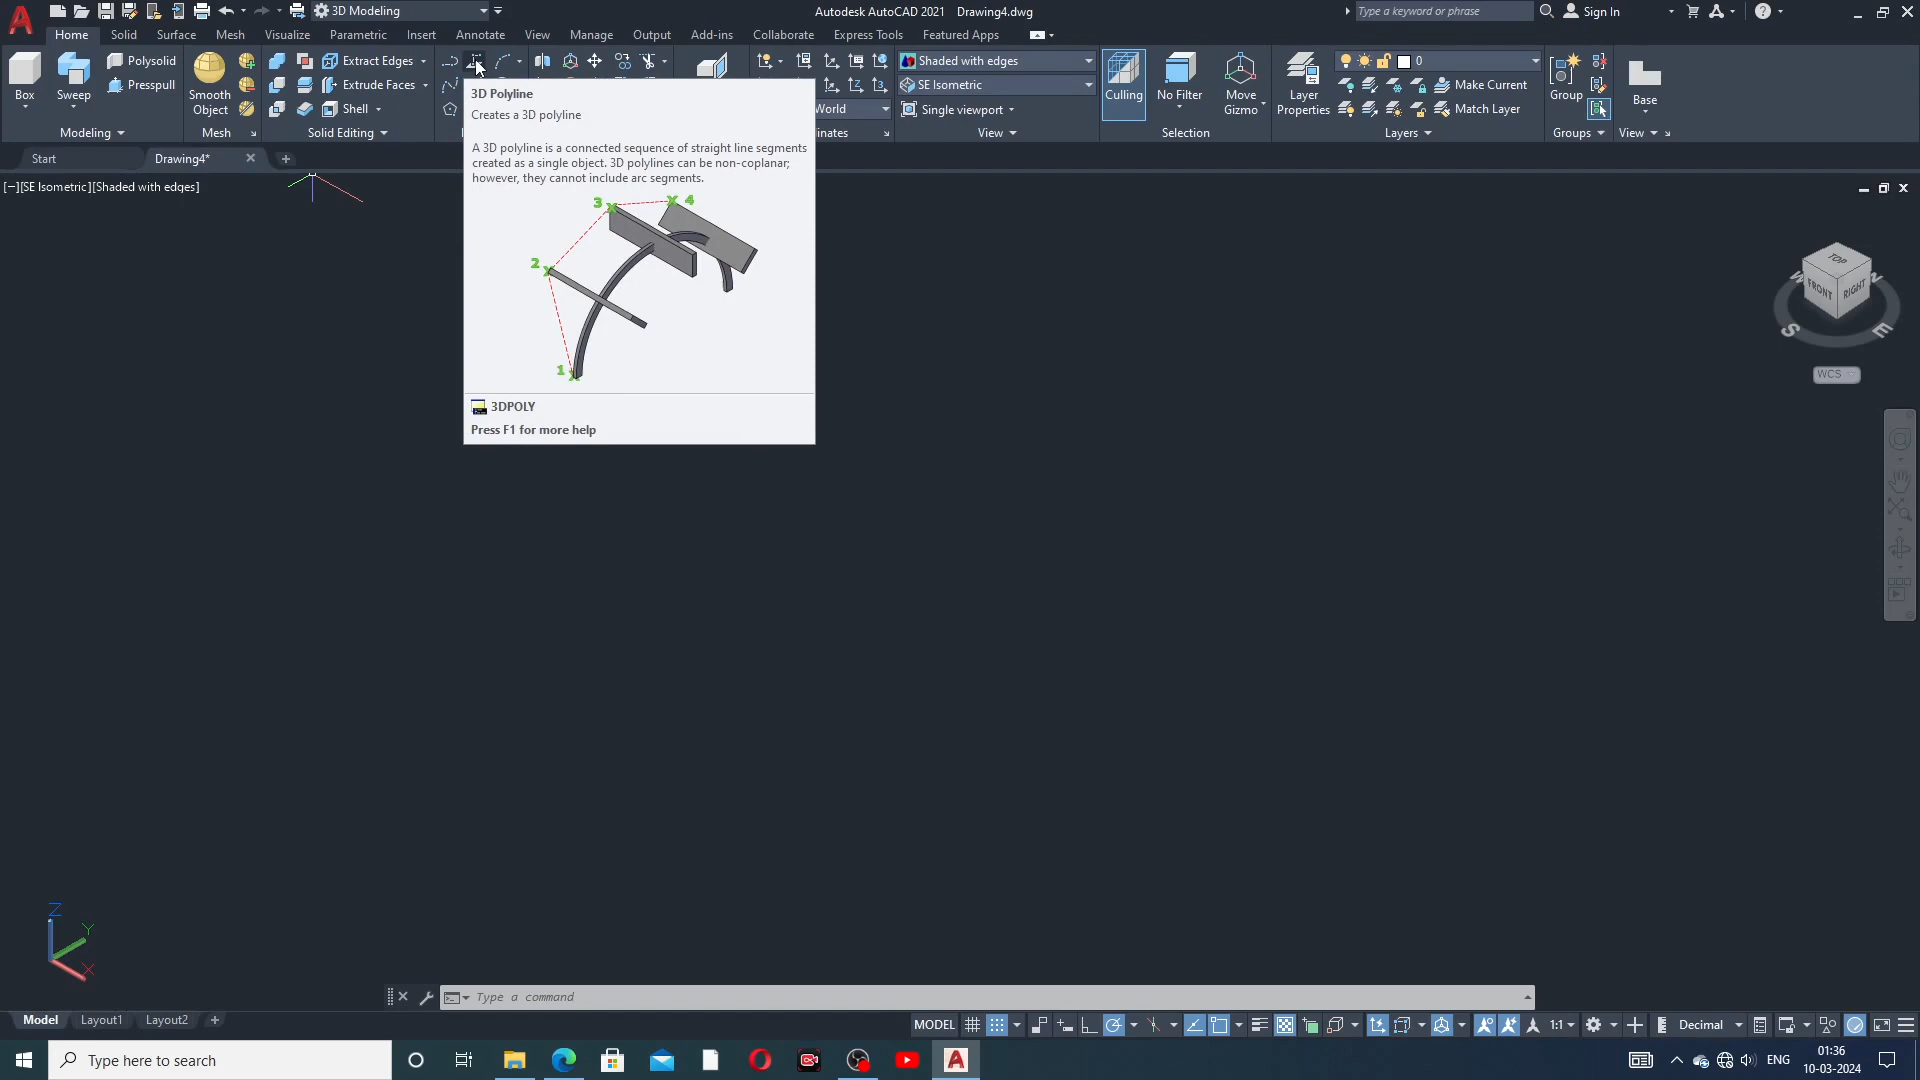 3D Modeling
Autodesk AutoCAD 2021 Drawing4.dwg
Type a keyword or phrase
Sign In
Home Solid Surface Mesh Visualize Parametric Insert Annotate View Manage Output Add-ins Collaborate Express Tools Featured Apps
Box
Sweep
Polysolid
Presspull
Smooth
Object
Extract Edges
Extrude Faces
Shell
World
Shaded with edges
SE Isometric
Single viewport
Culling
No Filter
Move
Gizmo
Layer
Properties
0
Make Current
Match Layer
Group
Base
Modeling
Mesh
Solid Editing
inates
View
Selection
Layers
Groups
View
Start
Drawing4*
[−][SE Isometric][Shaded with edges]
3D Polyline
Creates a 3D polyline
A 3D polyline is a connected sequence of straight line segments
created as a single object. 3D polylines can be non-coplanar;
however, they cannot include arc segments.
3
4
2
1
3DPOLY
Press F1 for more help
TOP
FRONT
RIGHT
W
N
S
E
WCS
Z
Y
X
Type a command
Model Layout1 Layout2
MODEL
1:1
Decimal
Type here to search
ENG
01:36
10-03-2024